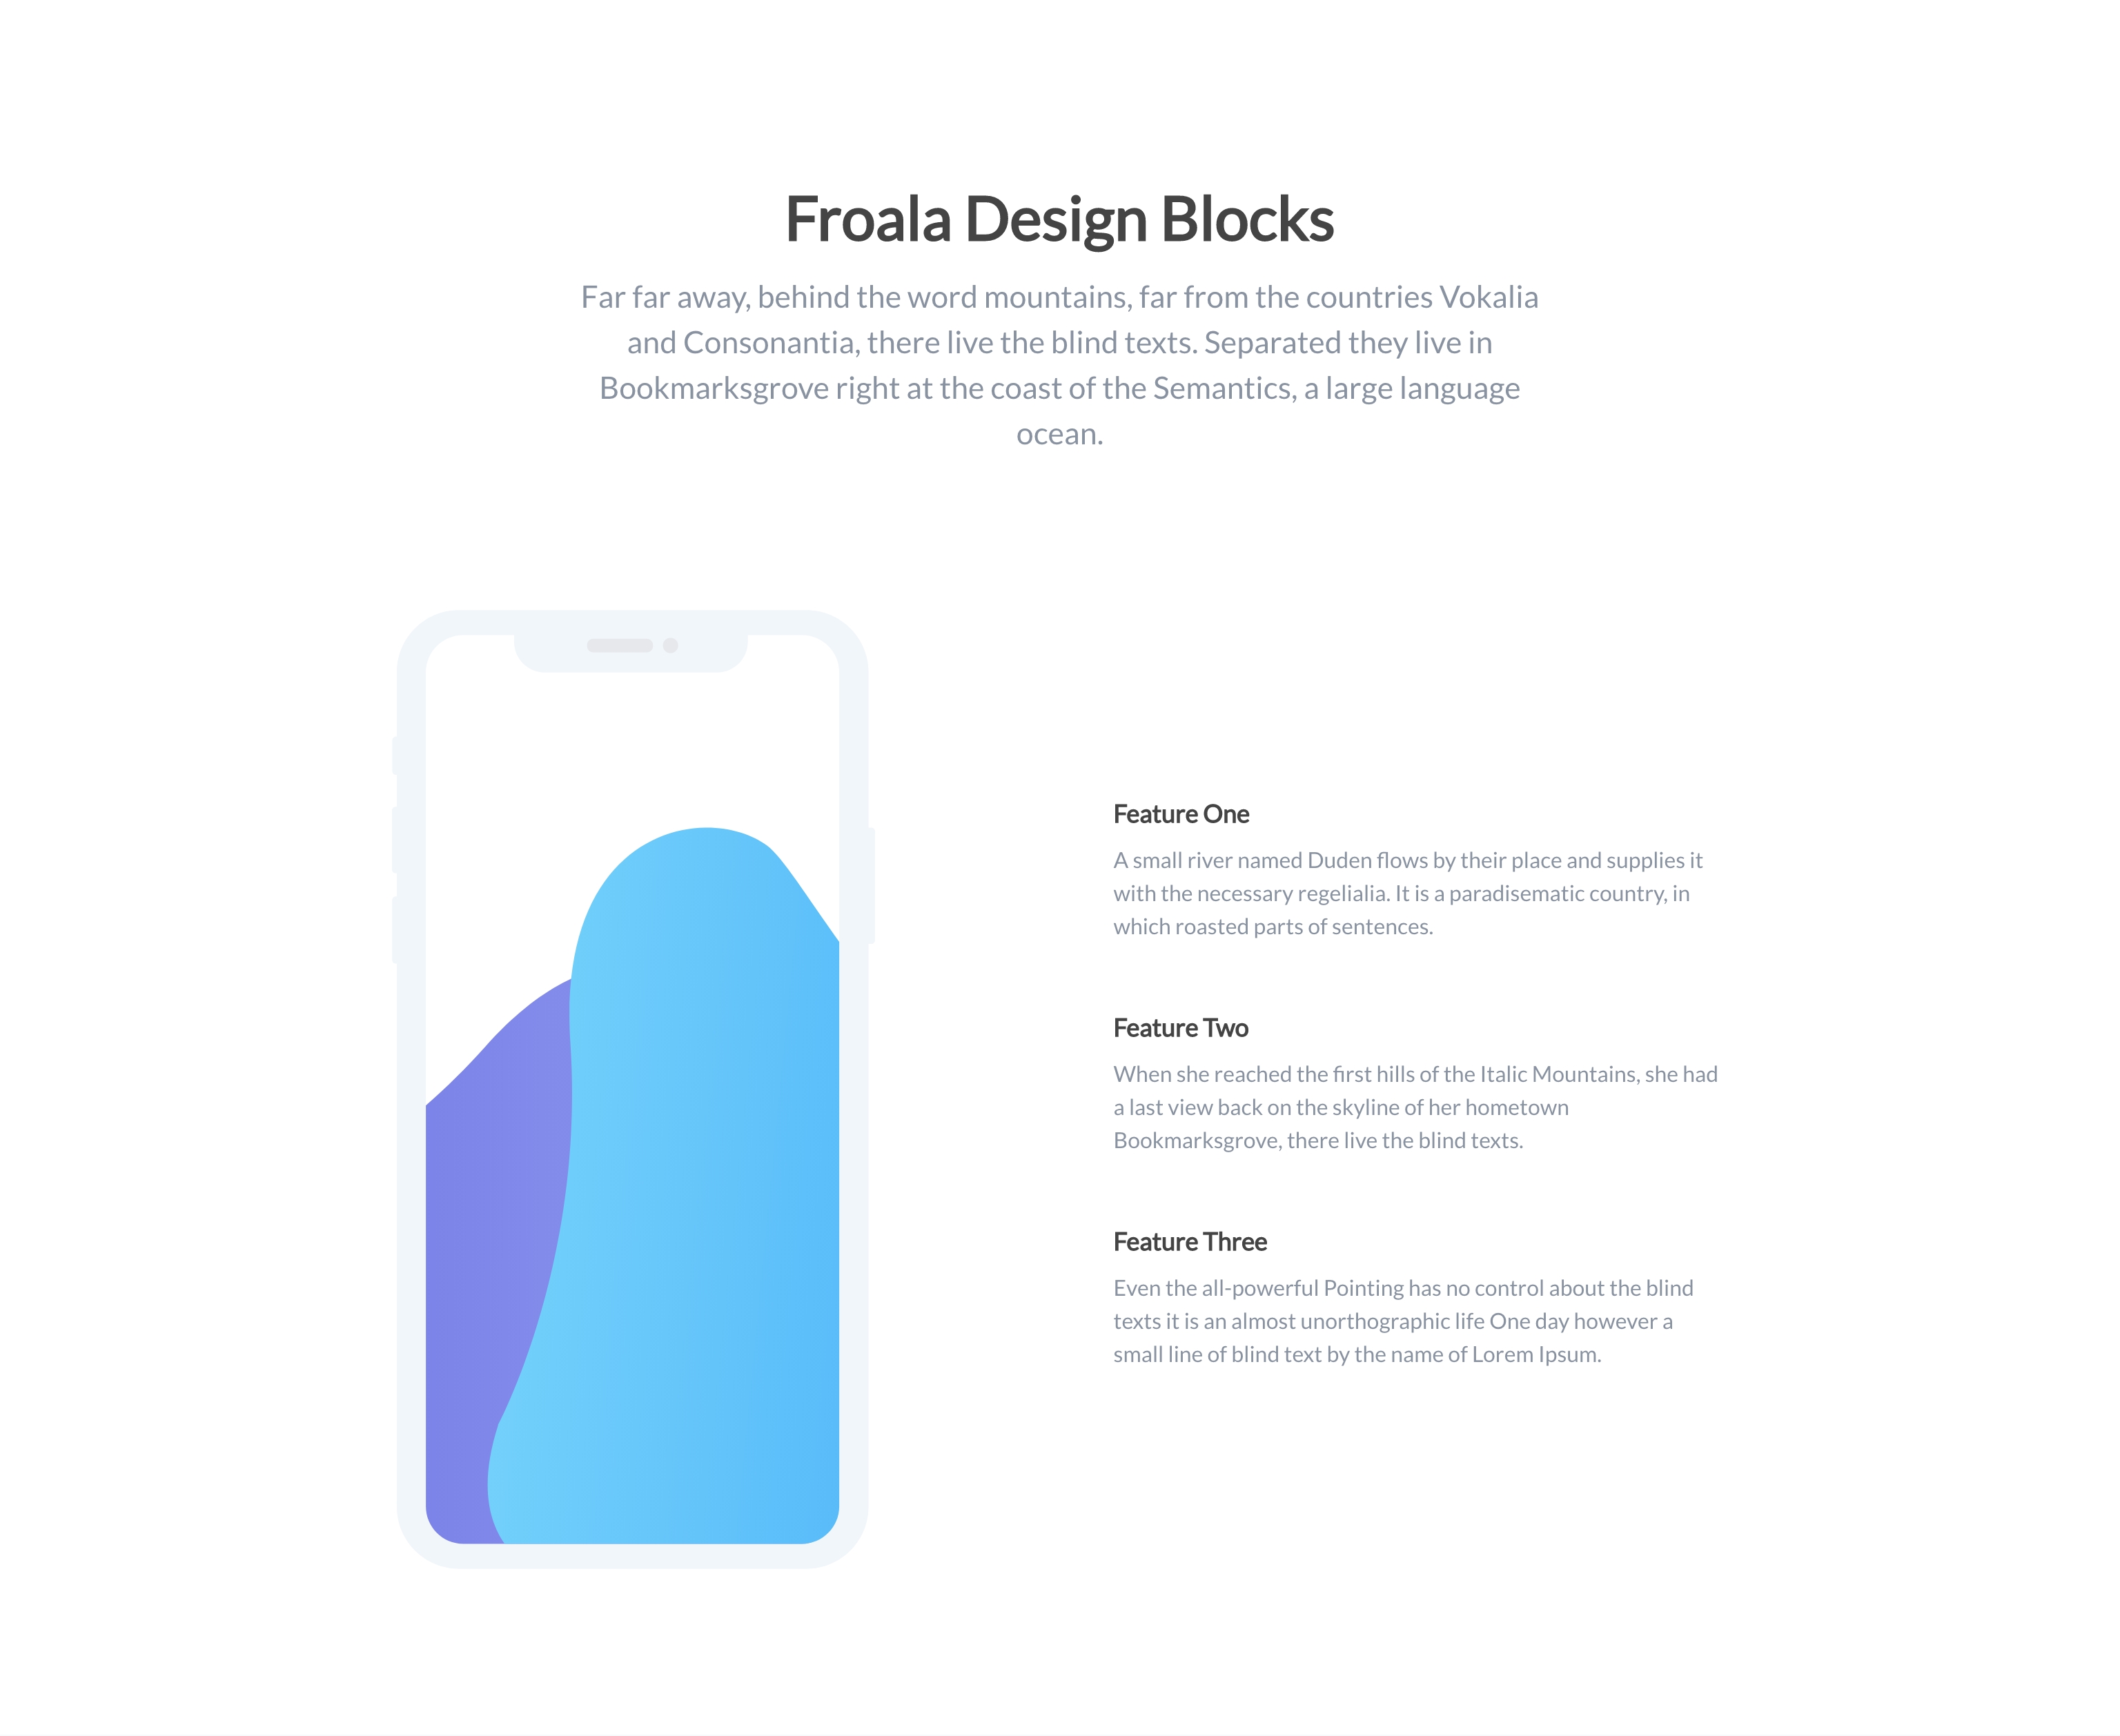 Froala Design Blocks
Far far away, behind the word mountains, far from the countries Vokalia
and Consonantia, there live the blind texts. Separated they live in
Bookmarksgrove right at the coast of the Semantics, a large language
ocean.
Feature One
A small river named Duden flows by their place and supplies it
with the necessary regelialia. It is a paradisematic country, in
which roasted parts of sentences.
Feature Two
When she reached the first hills of the Italic Mountains, she had
a last view back on the skyline of her hometown
Bookmarksgrove, there live the blind texts.
Feature Three
Even the all-powerful Pointing has no control about the blind
texts it is an almost unorthographic life One day however a
small line of blind text by the name of Lorem Ipsum.